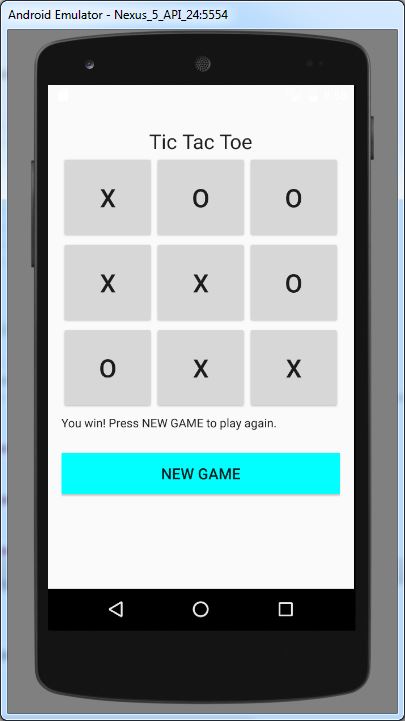 Android Emulator - Nexus_5_API_24:5554
Tic Tac Toe
X O O
X X O
O X X
You win! Press NEW GAME to play again.
NEW GAME